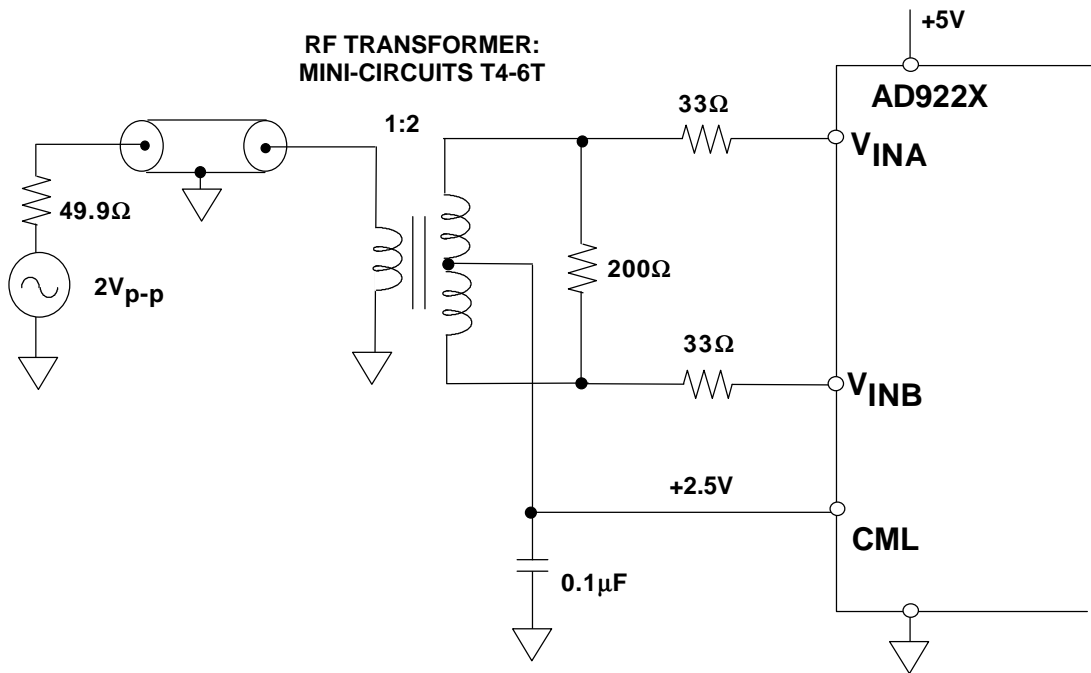 +5V
RF TRANSFORMER:
MINI-CIRCUITS T4-6T
AD922X
33Ω
1:2
VINA
49.9Ω
200Ω
2Vp-p
33Ω
VINB
+2.5V
CML
0.1μF